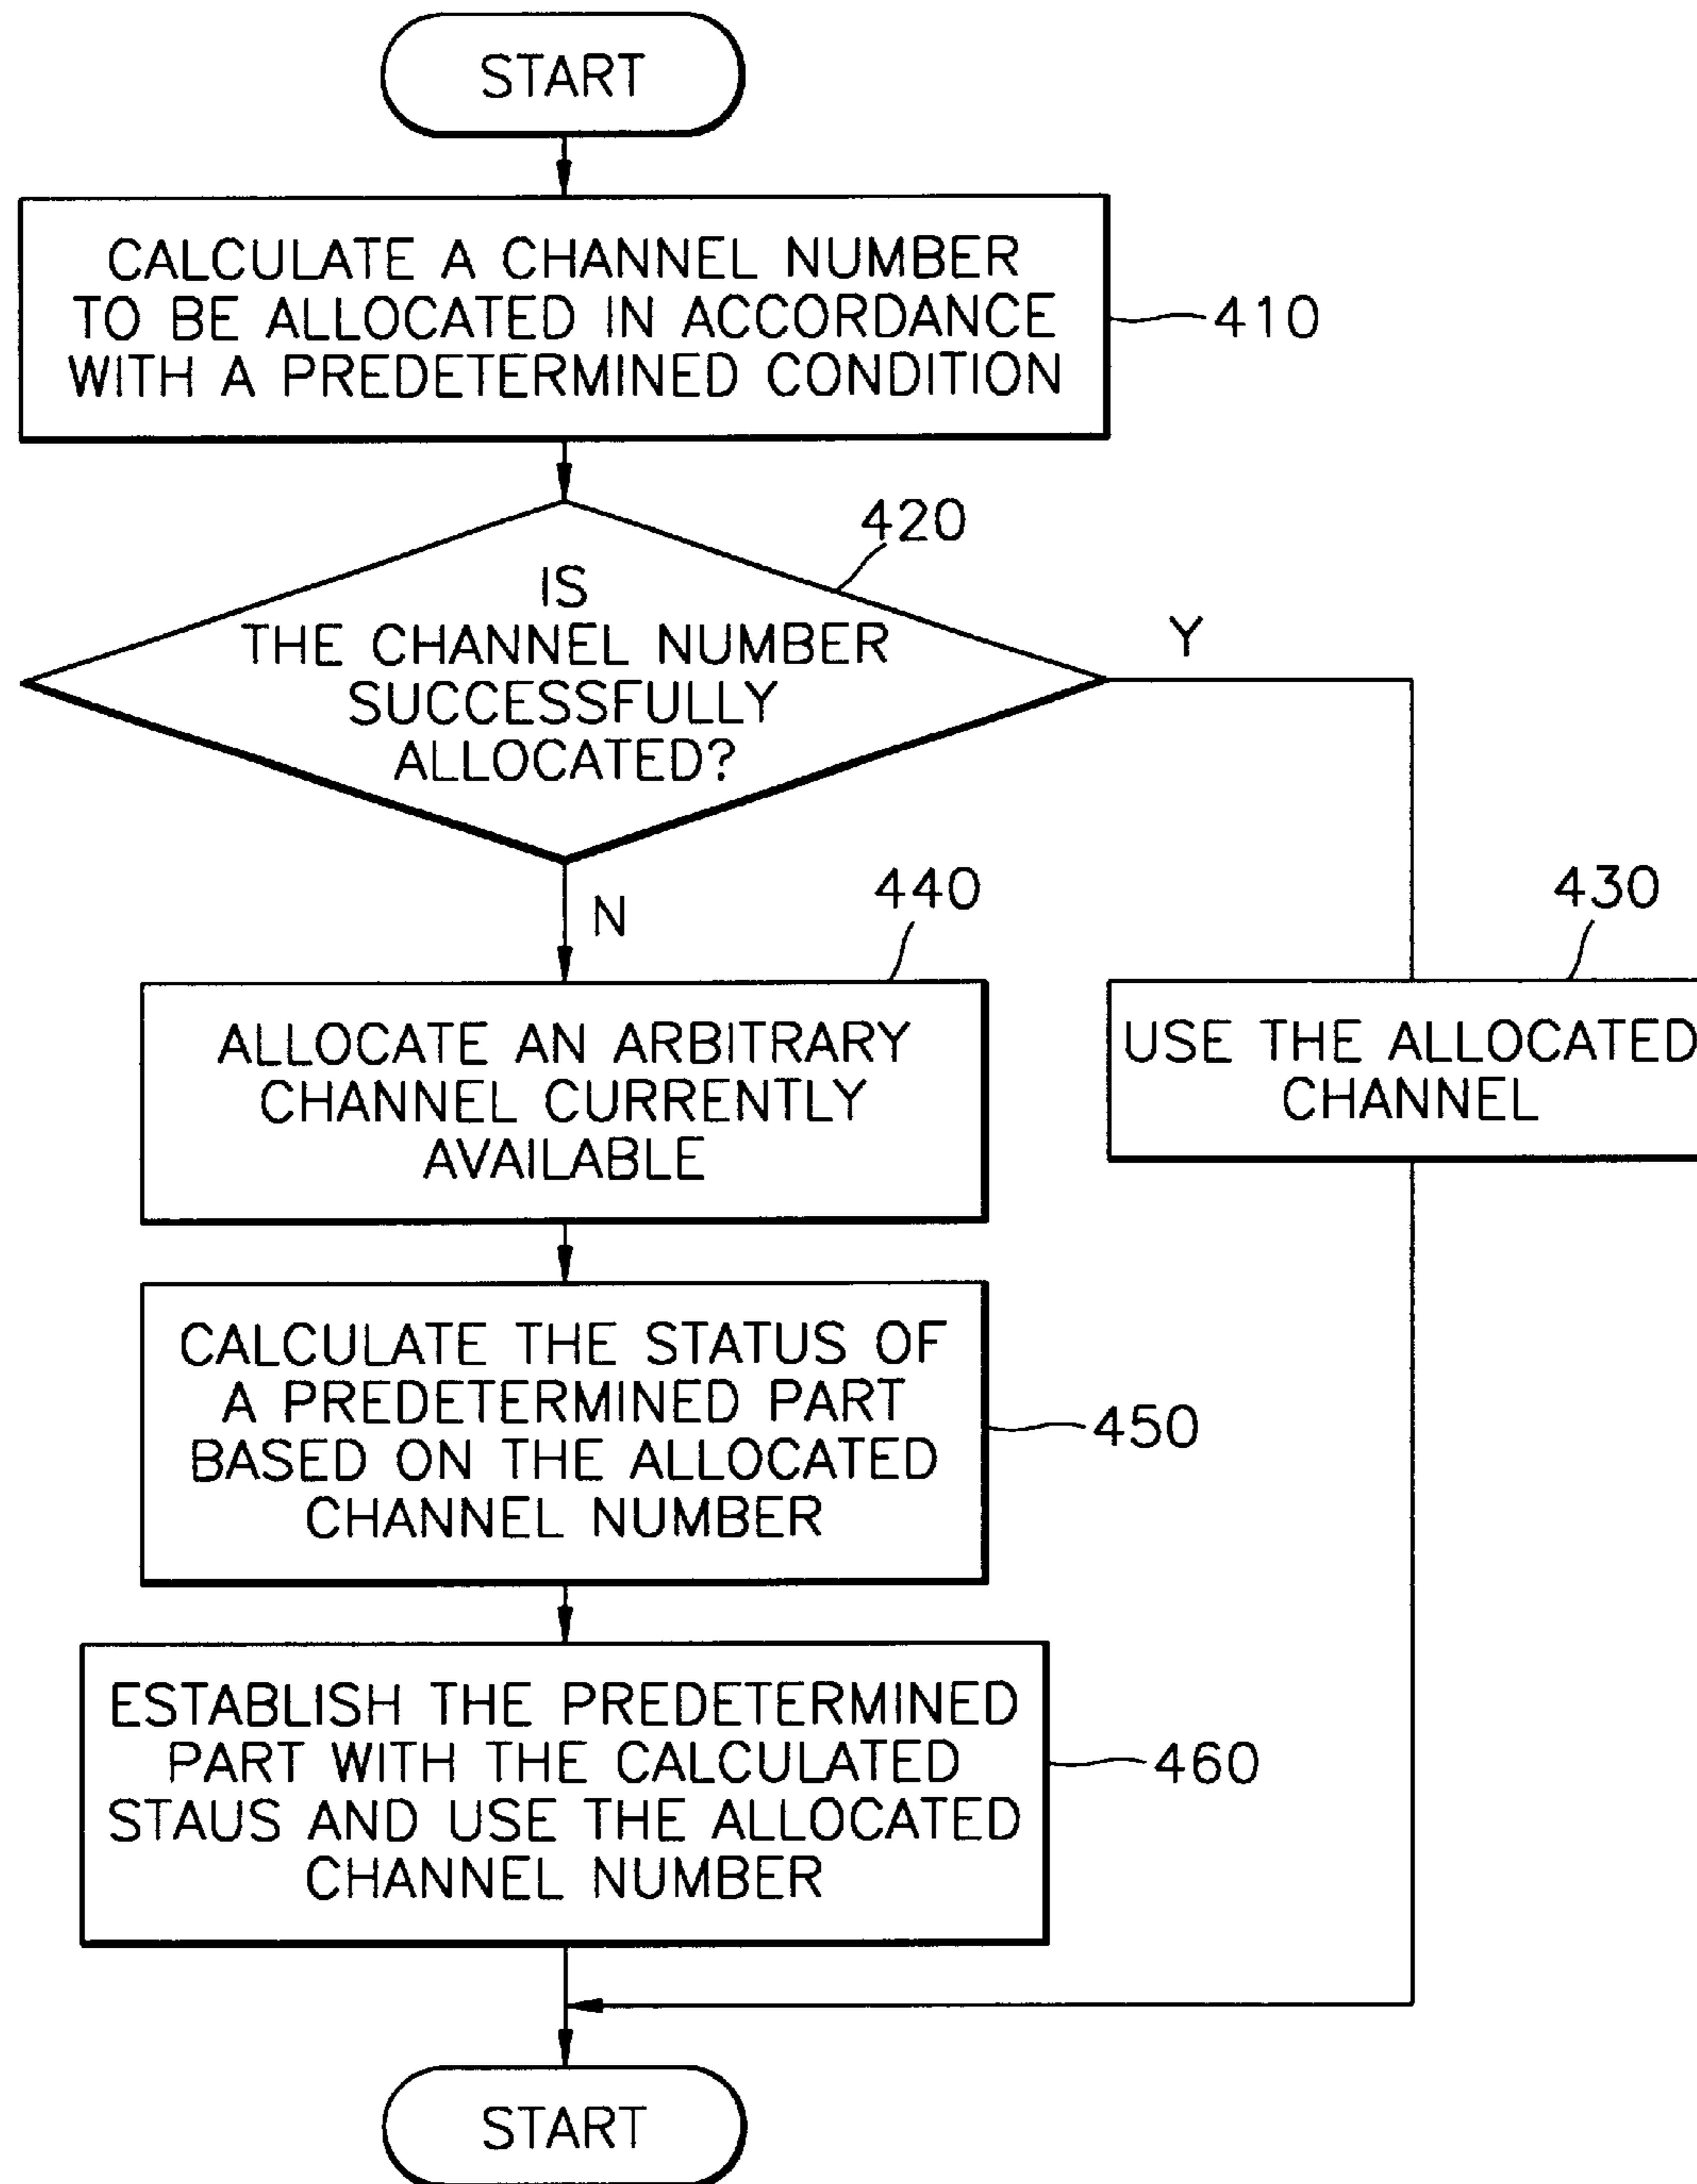 START
CALCULATE A CHANNEL NUMBER
TO BE ALLOCATED IN ACCORDANCE
WITH A PREDETERMINED CONDITION
410
420
IS
THE CHANNEL NUMBER
SUCCESSFULLY
ALLOCATED?
Y
N
440
ALLOCATE AN ARBITRARY
CHANNEL CURRENTLY
AVAILABLE
430
USE THE ALLOCATED
CHANNEL
CALCULATE THE STATUS OF
A PREDETERMINED PART
BASED ON THE ALLOCATED
CHANNEL NUMBER
450
ESTABLISH THE PREDETERMINED
PART WITH THE CALCULATED
STAUS AND USE THE ALLOCATED
CHANNEL NUMBER
460
START